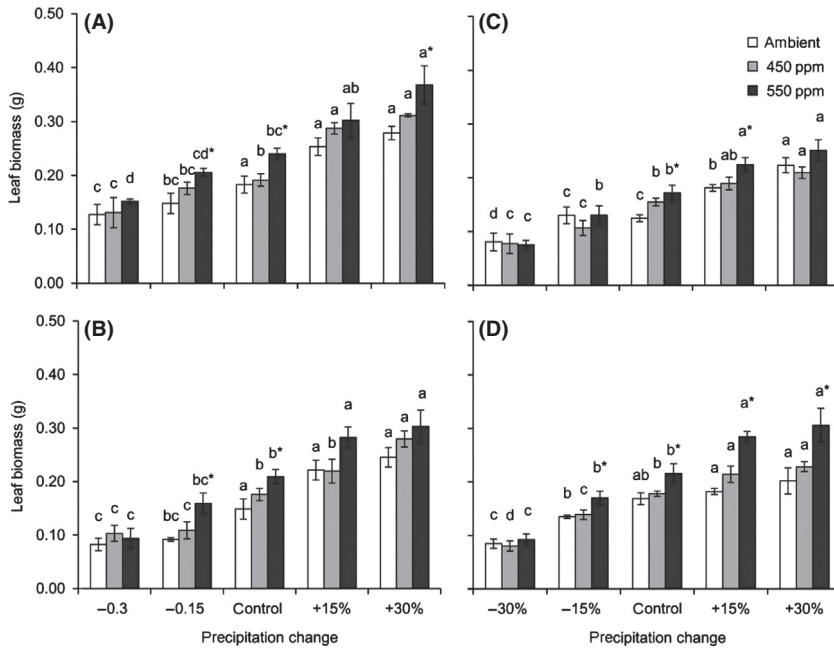 (A)
Leaf biomass (g)
0.50
0.40
0.30
0.20
0.10
0.00
c c d
bc bc cd*
a b bc*
a a ab
a a a*
(C)
Ambient
450 ppm
550 ppm
d c c
c c b
c b b*
b ab a*
a a a
(B)
Leaf biomass (g)
0.50
0.40
0.30
0.20
0.10
0.00
c c c
bc c bc*
a b b*
a b a
a a a
−0.3 −0.15 Control +15% +30%
Precipitation change
(D)
c d c
b c b*
ab b b*
a a a*
a a a*
−30% −15% Control +15% +30%
Precipitation change